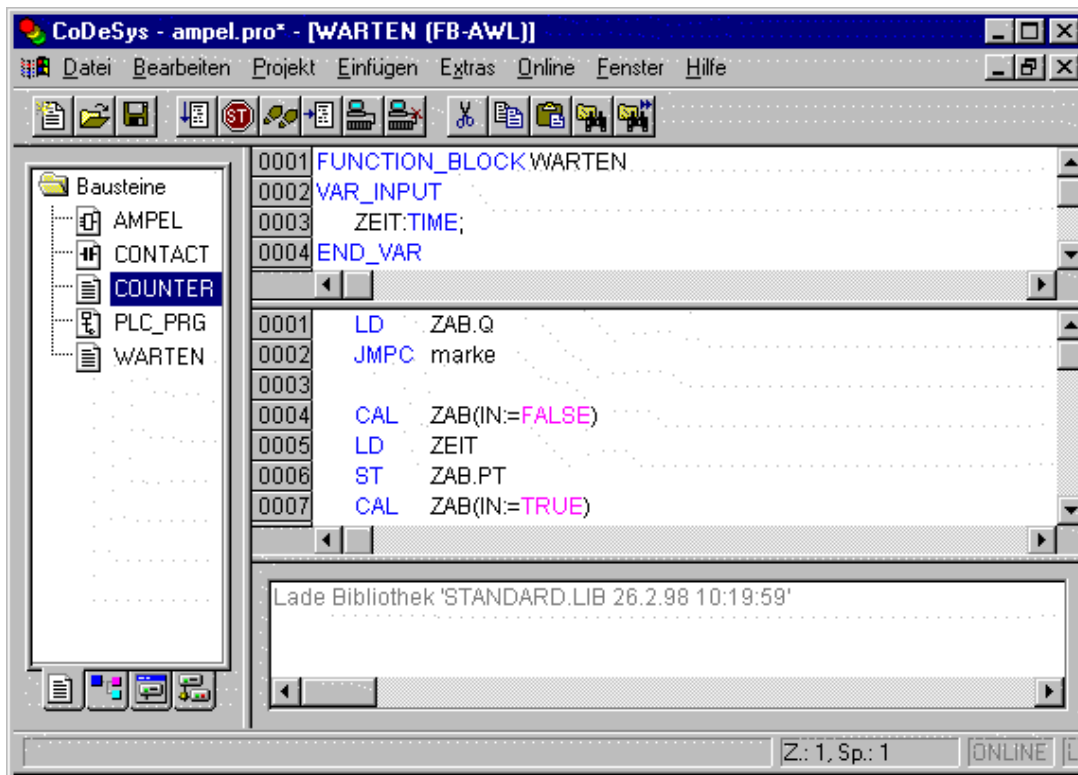 CoDeSys - ampel.pro* - [WARTEN (FB-AWL)]
Datei Bearbeiten Projekt Einfügen Extras Online Fenster Hilfe
ST
Bausteine
AMPEL
CONTACT
COUNTER
PLC_PRG
WARTEN
0001 FUNCTION_BLOCK WARTEN
0002 VAR_INPUT
0003 ZEIT:TIME;
0004 END_VAR
0001 LD ZAB.Q
0002 JMPC marke
0003
0004 CAL ZAB(IN:=FALSE)
0005 LD ZEIT
0006 ST ZAB.PT
0007 CAL ZAB(IN:=TRUE)
Lade Bibliothek 'STANDARD.LIB 26.2.98 10:19:59'
Z.: 1, Sp.: 1 ONLINE L